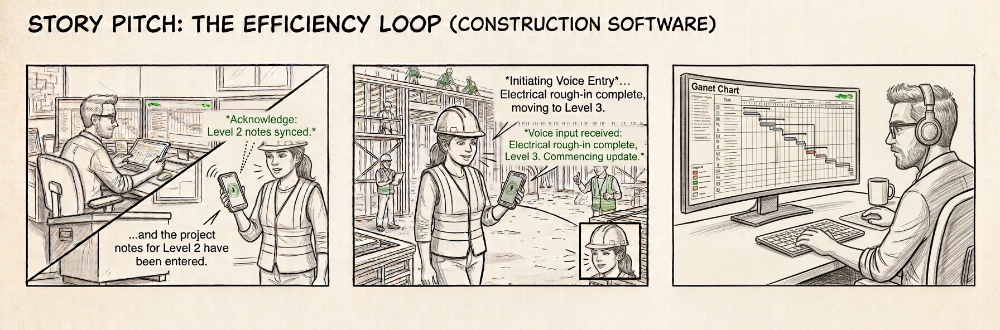 STORY PITCH: THE EFFICIENCY LOOP (CONSTRUCTION SOFTWARE)
*Acknowledge:
Level 2 notes synced.*
...and the project
notes for Level 2 have
been entered.
*Initiating Voice Entry*...
Electrical rough-in complete,
moving to Level 3.
*Voice input received:
Electrical rough-in complete,
Level 3. Commencing update.*
Ganet Chart
Task